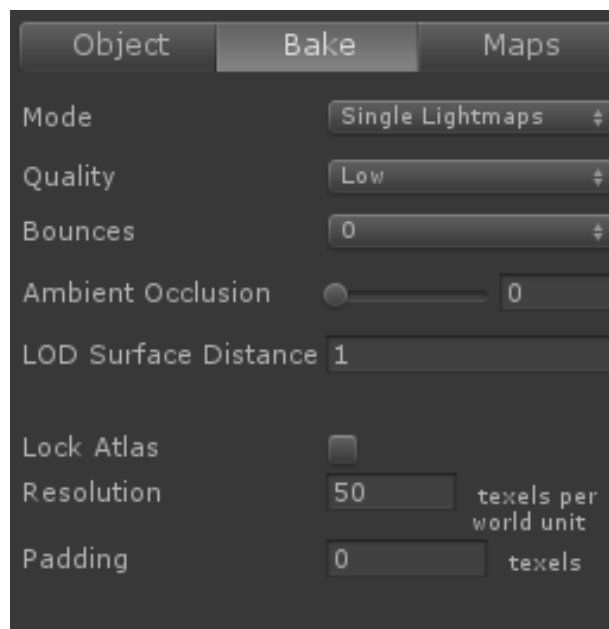 Object Bake Maps
Mode Single Lightmaps
Quality Low
Bounces 0
Ambient Occlusion 0
LOD Surface Distance 1
Lock Atlas
Resolution 50 texels per
world unit
Padding 0 texels